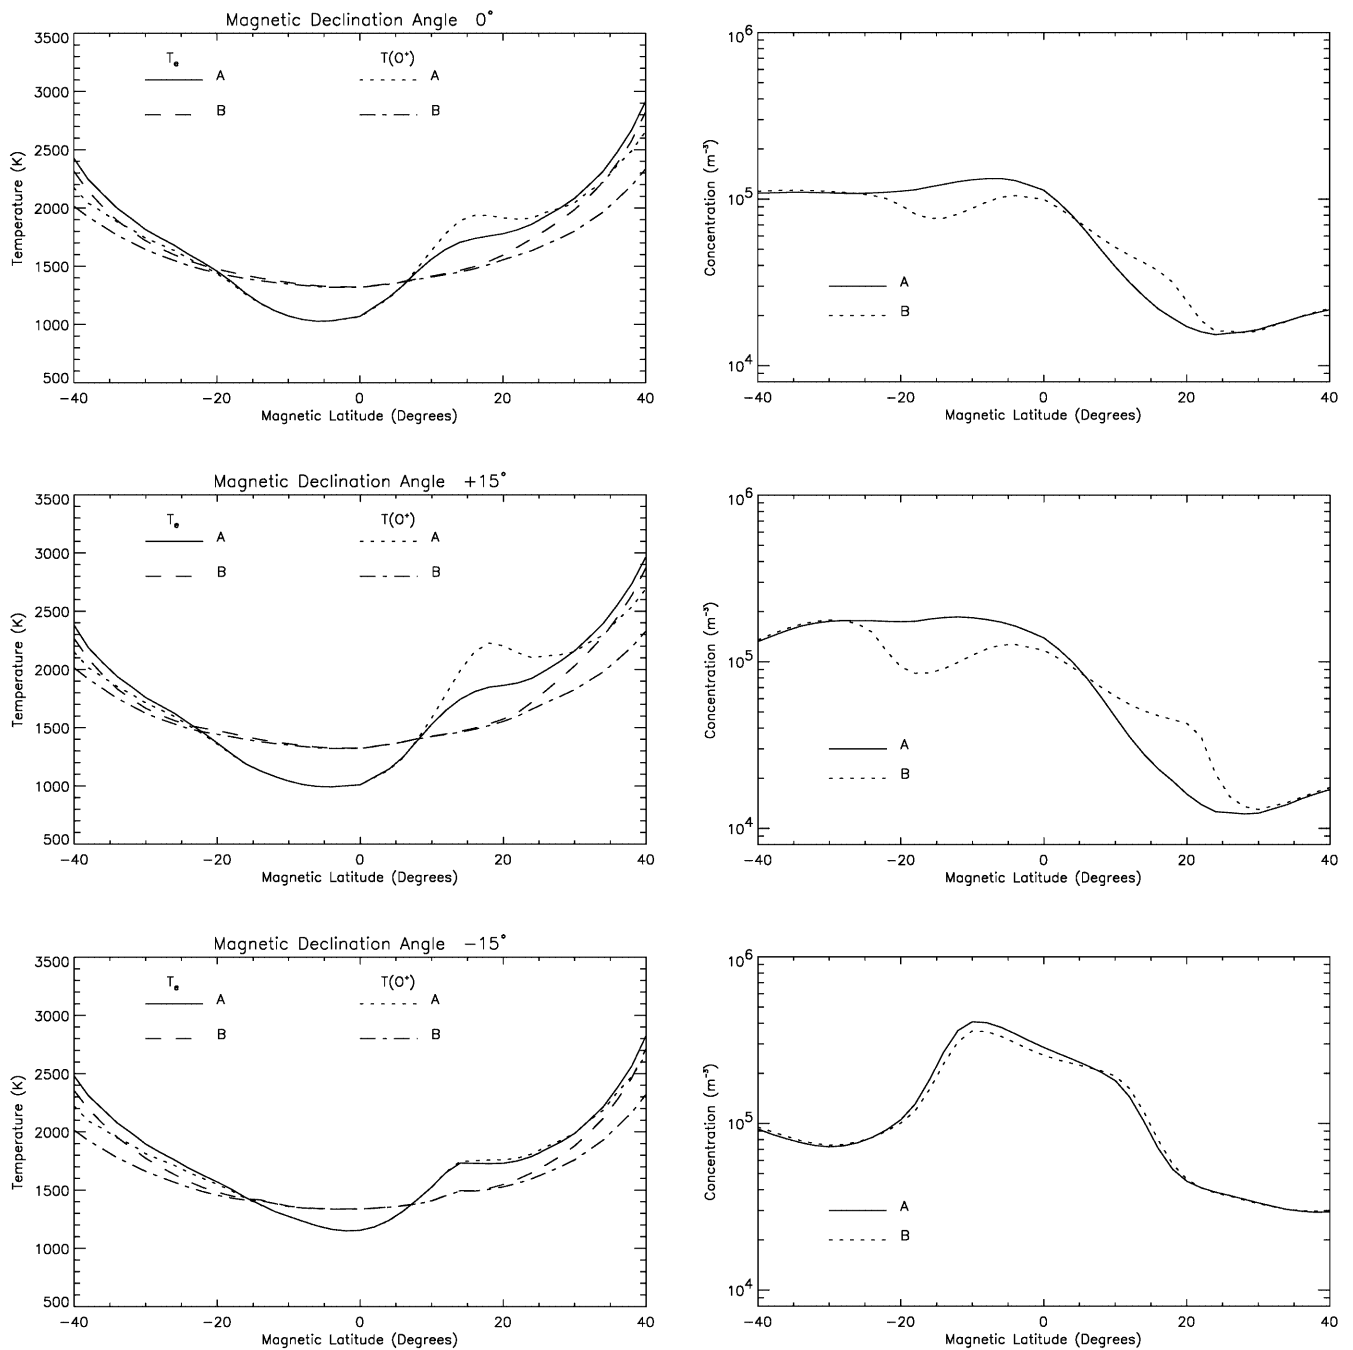 Magnetic Declination Angle 0°
3500
3000
2500
2000
1500
1000
500
Temperature (K)
Te T(O+)
A A
B B
−40 −20 0 20 40
Magnetic Latitude (Degrees)
10^6
10^5
10^4
Concentration (m⁻³)
A
B
−40 −20 0 20 40
Magnetic Latitude (Degrees)
Magnetic Declination Angle +15°
3500
3000
2500
2000
1500
1000
500
Temperature (K)
Te T(O+)
A A
B B
−40 −20 0 20 40
Magnetic Latitude (Degrees)
10^6
10^5
10^4
Concentration (m⁻³)
A
B
−40 −20 0 20 40
Magnetic Latitude (Degrees)
Magnetic Declination Angle −15°
3500
3000
2500
2000
1500
1000
500
Temperature (K)
Te T(O+)
A A
B B
−40 −20 0 20 40
Magnetic Latitude (Degrees)
10^6
10^5
10^4
Concentration (m⁻³)
A
B
−40 −20 0 20 40
Magnetic Latitude (Degrees)